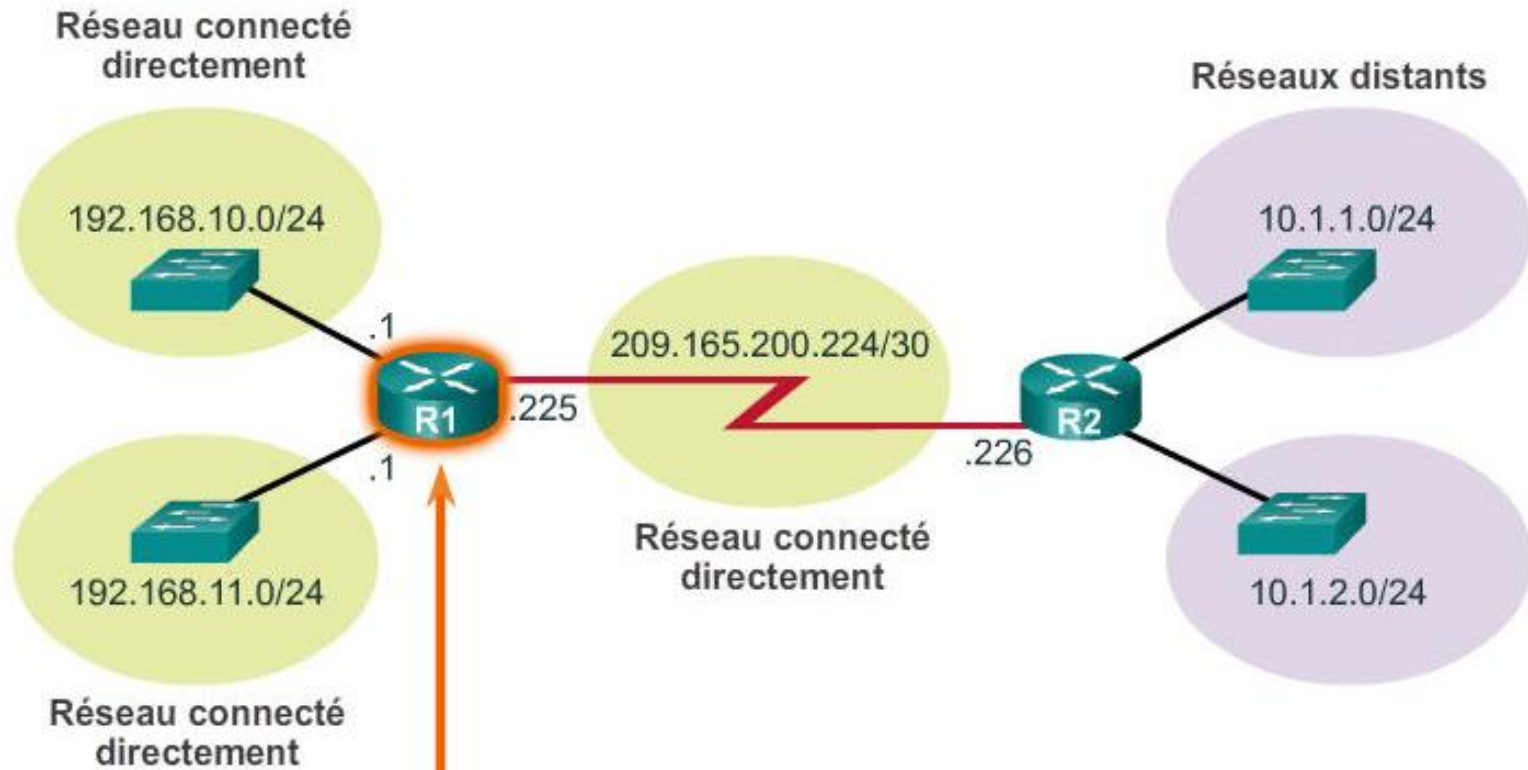 Réseau connecté
directement
Réseaux distants
192.168.10.0/24
10.1.1.0/24
.1
209.165.200.224/30
R1
.225
R2
.226
.1
Réseau connecté
directement
192.168.11.0/24
10.1.2.0/24
Réseau connecté
directement